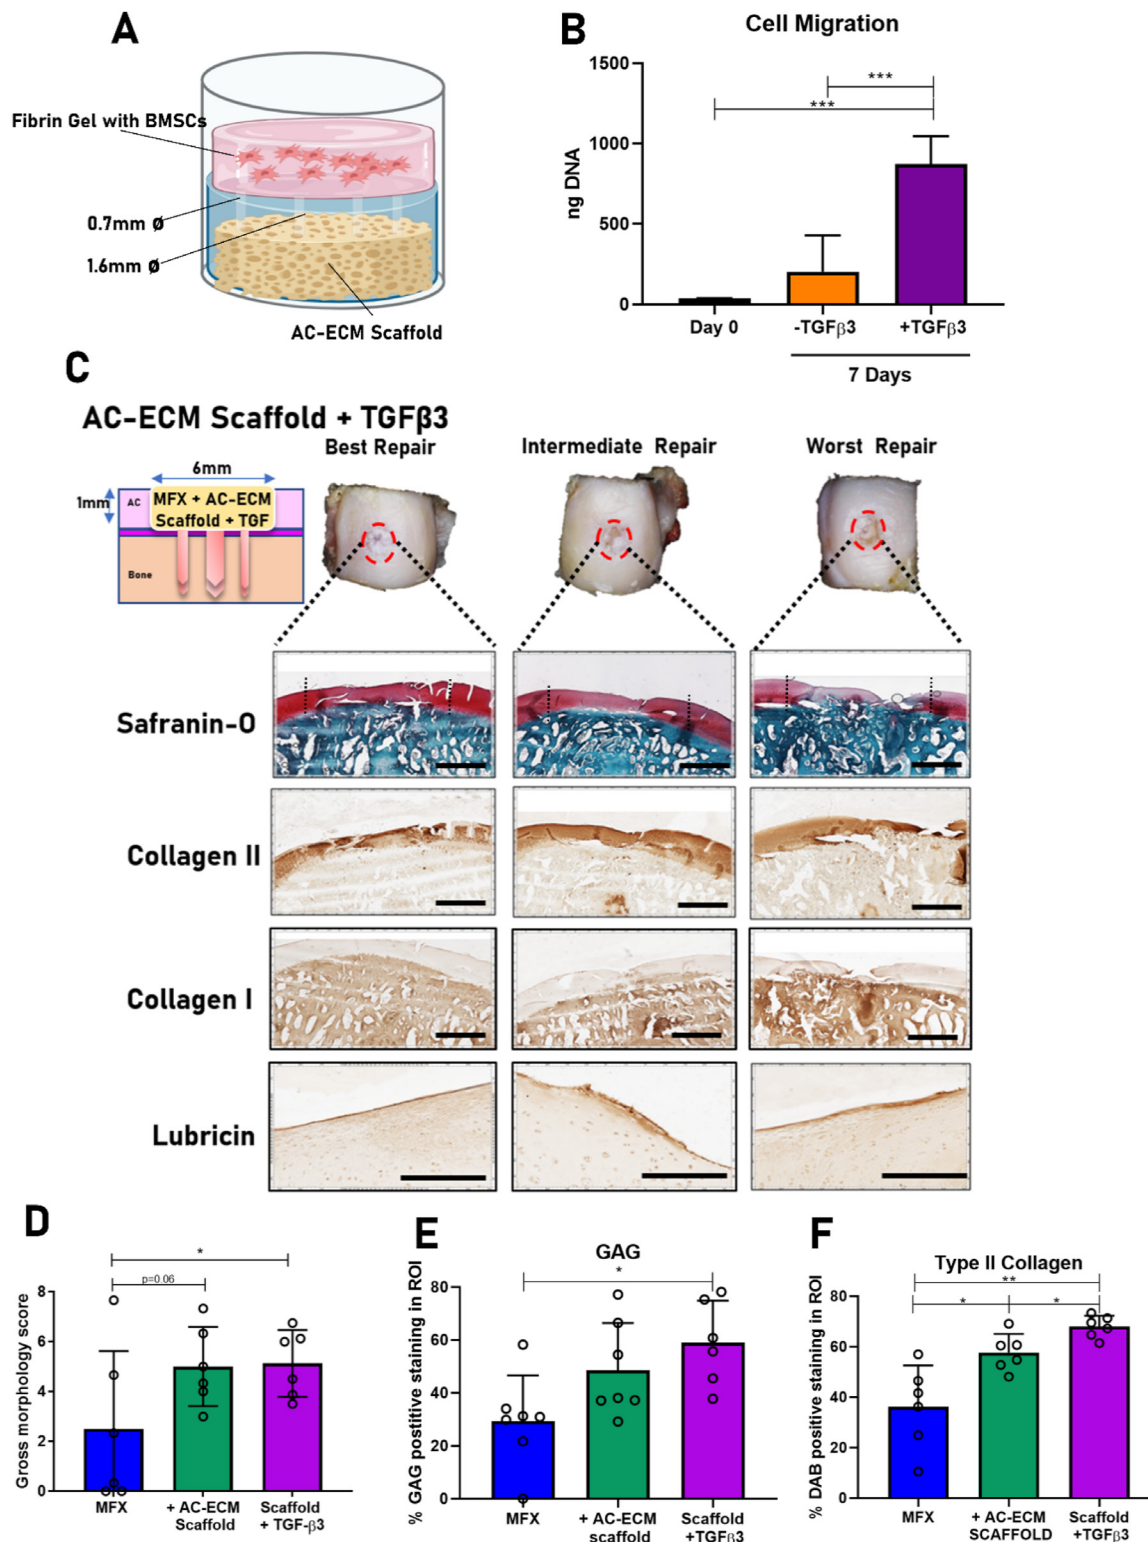 A
Fibrin Gel with BMSCs
0.7mm Ø
1.6mm Ø
AC-ECM Scaffold
B
Cell Migration
ng DNA
1500
1000
500
0
***
***
Day 0
-TGFβ3
+TGFβ3
7 Days
C
AC-ECM Scaffold + TGFβ3
6mm
1mm
AC
MFX + AC-ECM
Scaffold + TGF
Bone
Best Repair
Intermediate Repair
Worst Repair
Safranin-O
Collagen II
Collagen I
Lubricin
D
Gross morphology score
8
6
4
2
0
*
p=0.06
MFX
+ AC-ECM
Scaffold
Scaffold
+ TGF-β3
E
GAG
% GAG positive staining in ROI
80
60
40
20
0
*
MFX
+ AC-ECM
scaffold
Scaffold
+TGFβ3
F
Type II Collagen
% DAB postitive staining in ROI
80
60
40
20
0
**
*
*
MFX
+ AC-ECM
SCAFFOLD
Scaffold
+TGFβ3